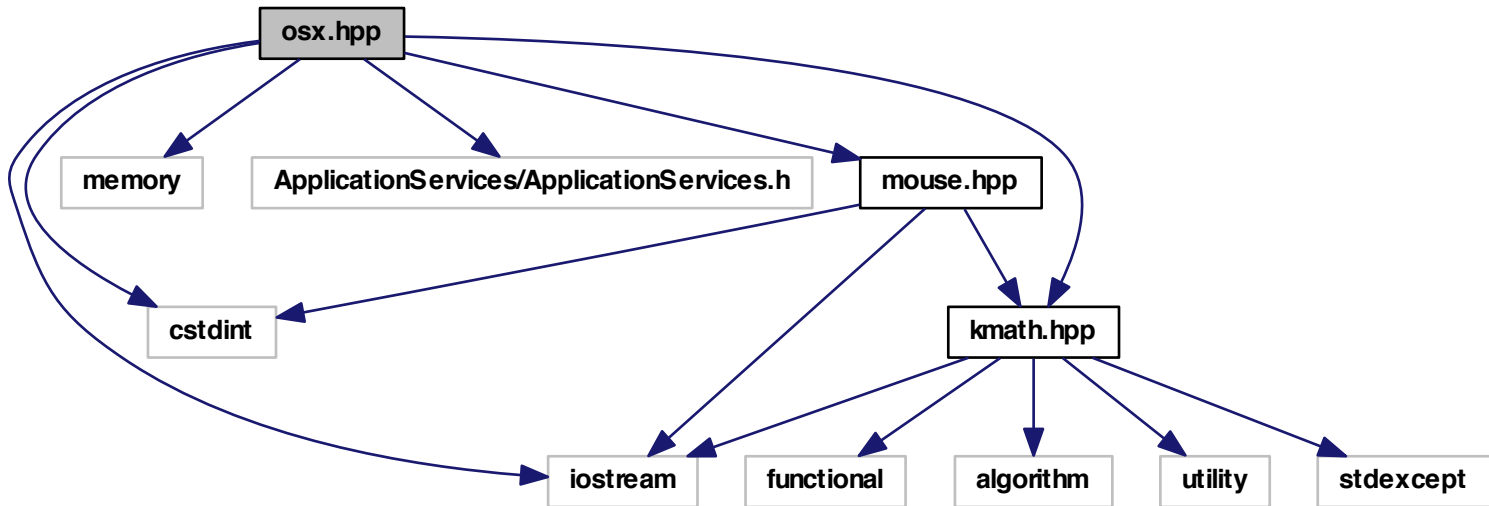 osx.hpp
memory
ApplicationServices/ApplicationServices.h
mouse.hpp
cstdint
kmath.hpp
iostream
functional
algorithm
utility
stdexcept